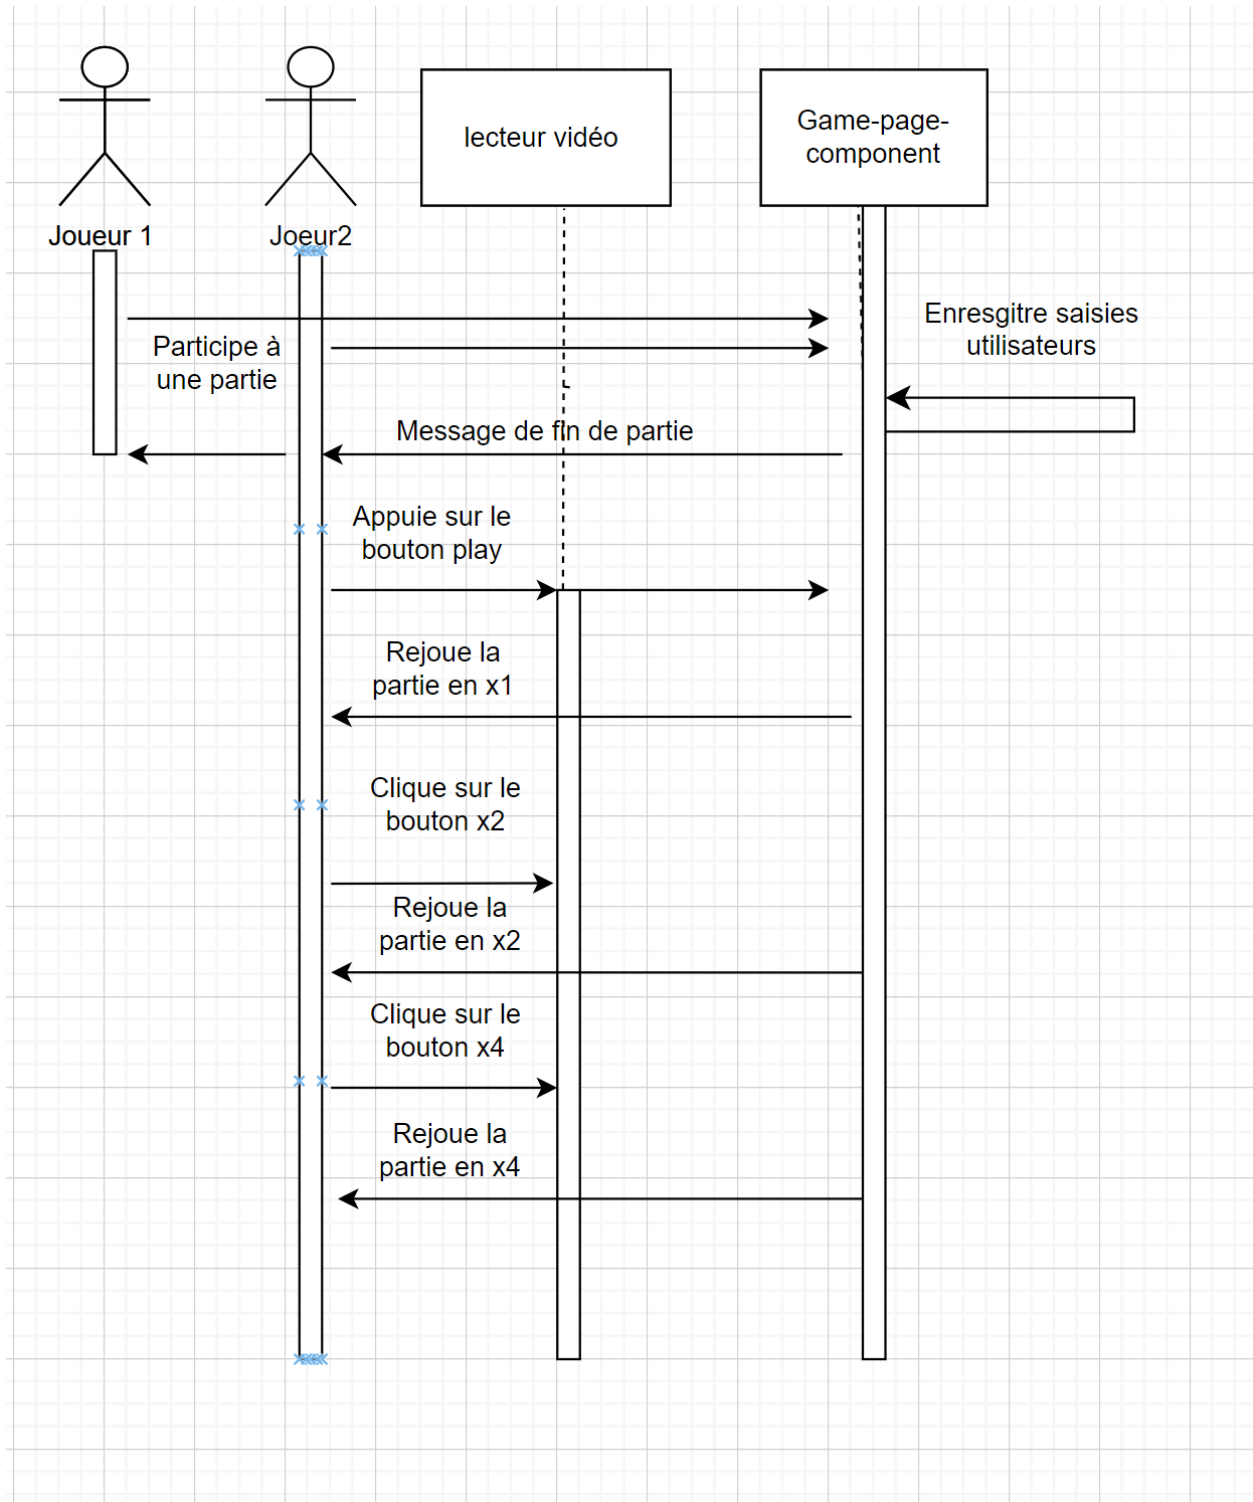 Joueur 1
Joeur2
lecteur vidéo
Game-page-
component
Enresgitre saisies
utilisateurs
Participe à
une partie
Message de fin de partie
Appuie sur le
bouton play
Rejoue la
partie en x1
Clique sur le
bouton x2
Rejoue la
partie en x2
Clique sur le
bouton x4
Rejoue la
partie en x4